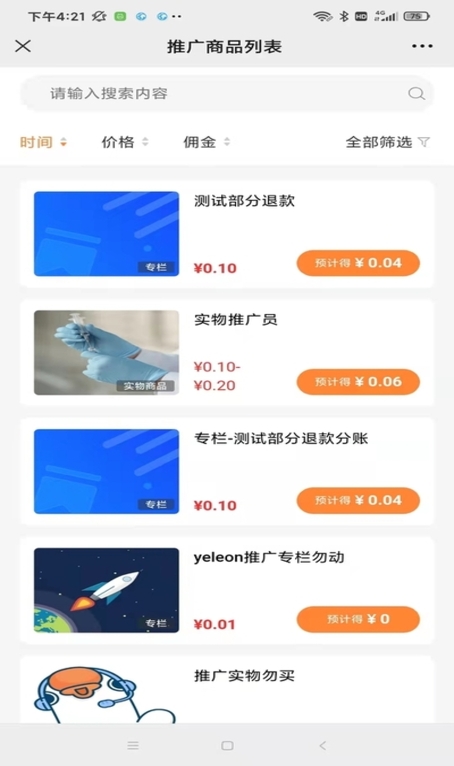 下午4:21
4G
HD
75
推广商品列表
请输入搜索内容
时间 价格 佣金 全部筛选
测试部分退款
专栏
¥0.10
预计得 ¥ 0.04
实物推广员
实物商品
¥0.10-
¥0.20
预计得 ¥ 0.06
专栏-测试部分退款分账
专栏
¥0.10
预计得 ¥ 0.04
yeleon推广专栏勿动
专栏
¥0.01
预计得 ¥ 0
推广实物勿买